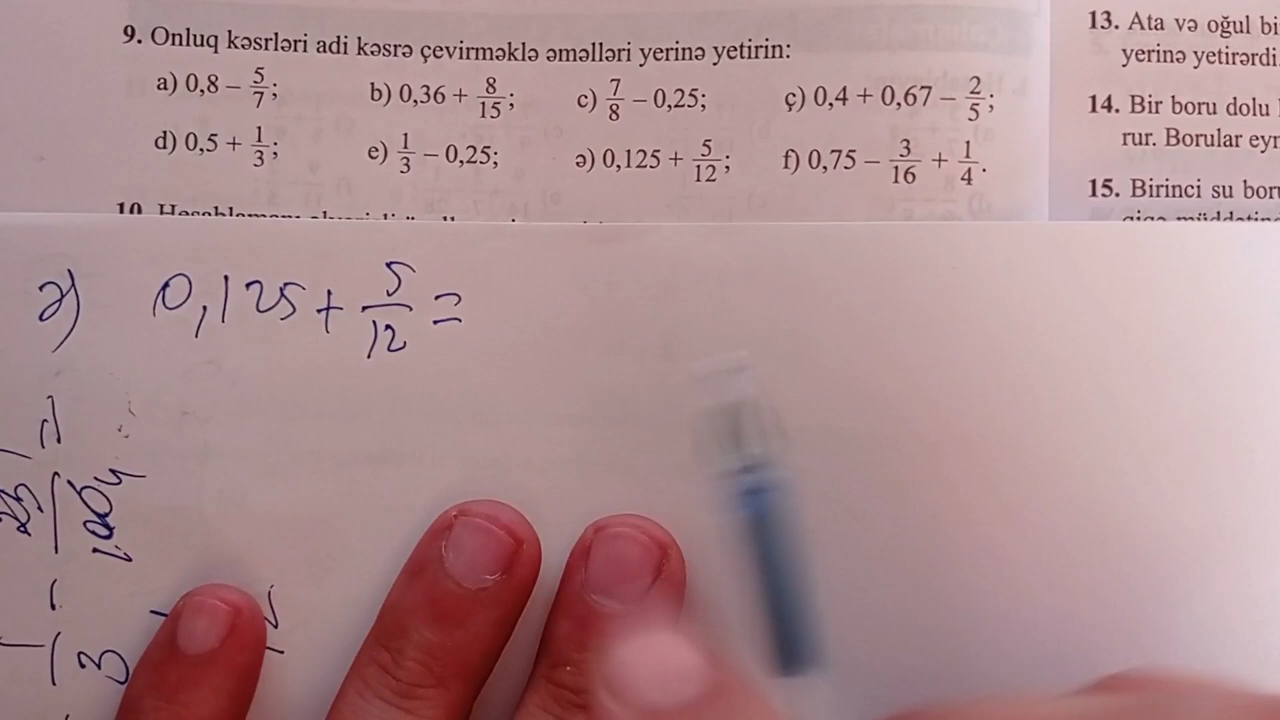 9. Onluq kəsrləri adi kəsrə çevirməklə əməlləri yerinə yetirin:
a) 0,8 – 5/7; b) 0,36 + 8/15; c) 7/8 – 0,25; ç) 0,4 + 0,67 – 2/5;
d) 0,5 + 1/3; e) 1/3 – 0,25; ə) 0,125 + 5/12; f) 0,75 – 3/16 + 1/4.
10
13. Ata və oğul bi
yerinə yetirərdi
14. Bir boru dolu
rur. Borular eyn
15. Birinci su boru
ə) 0,125 + 5/12 =